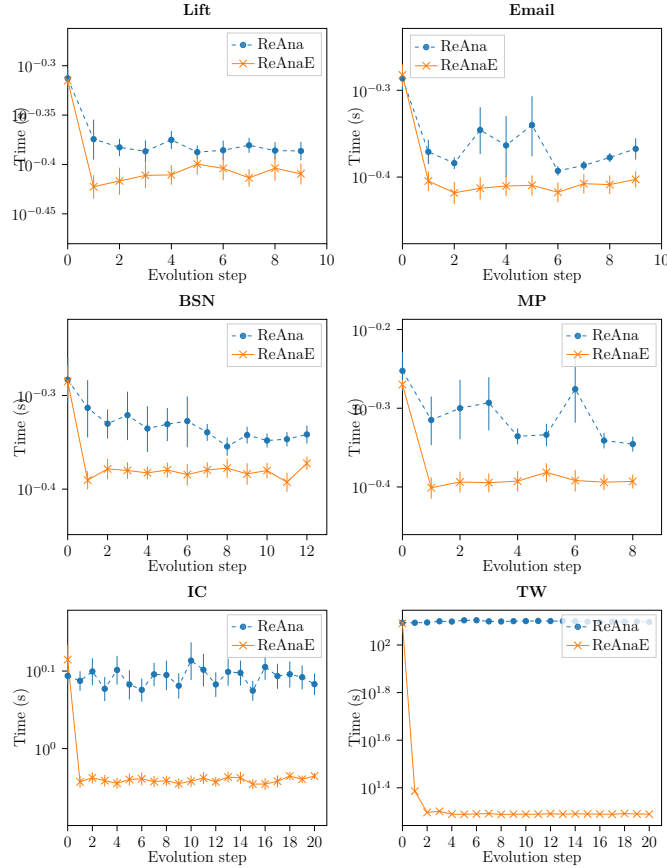 Lift
Time (s)
10^−0.3
10^−0.35
10^−0.4
10^−0.45
ReAna
ReAnaE
0 2 4 6 8 10
Evolution step
Email
Time (s)
10^−0.3
10^−0.4
ReAna
ReAnaE
0 2 4 6 8 10
Evolution step
BSN
Time (s)
10^−0.3
10^−0.4
ReAna
ReAnaE
0 2 4 6 8 10 12
Evolution step
MP
Time (s)
10^−0.2
10^−0.3
10^−0.4
ReAna
ReAnaE
0 2 4 6 8
Evolution step
IC
Time (s)
10^0.1
10^0
ReAna
ReAnaE
0 2 4 6 8 10 12 14 16 18 20
Evolution step
TW
Time (s)
10^2
10^1.8
10^1.6
10^1.4
ReAna
ReAnaE
0 2 4 6 8 10 12 14 16 18 20
Evolution step